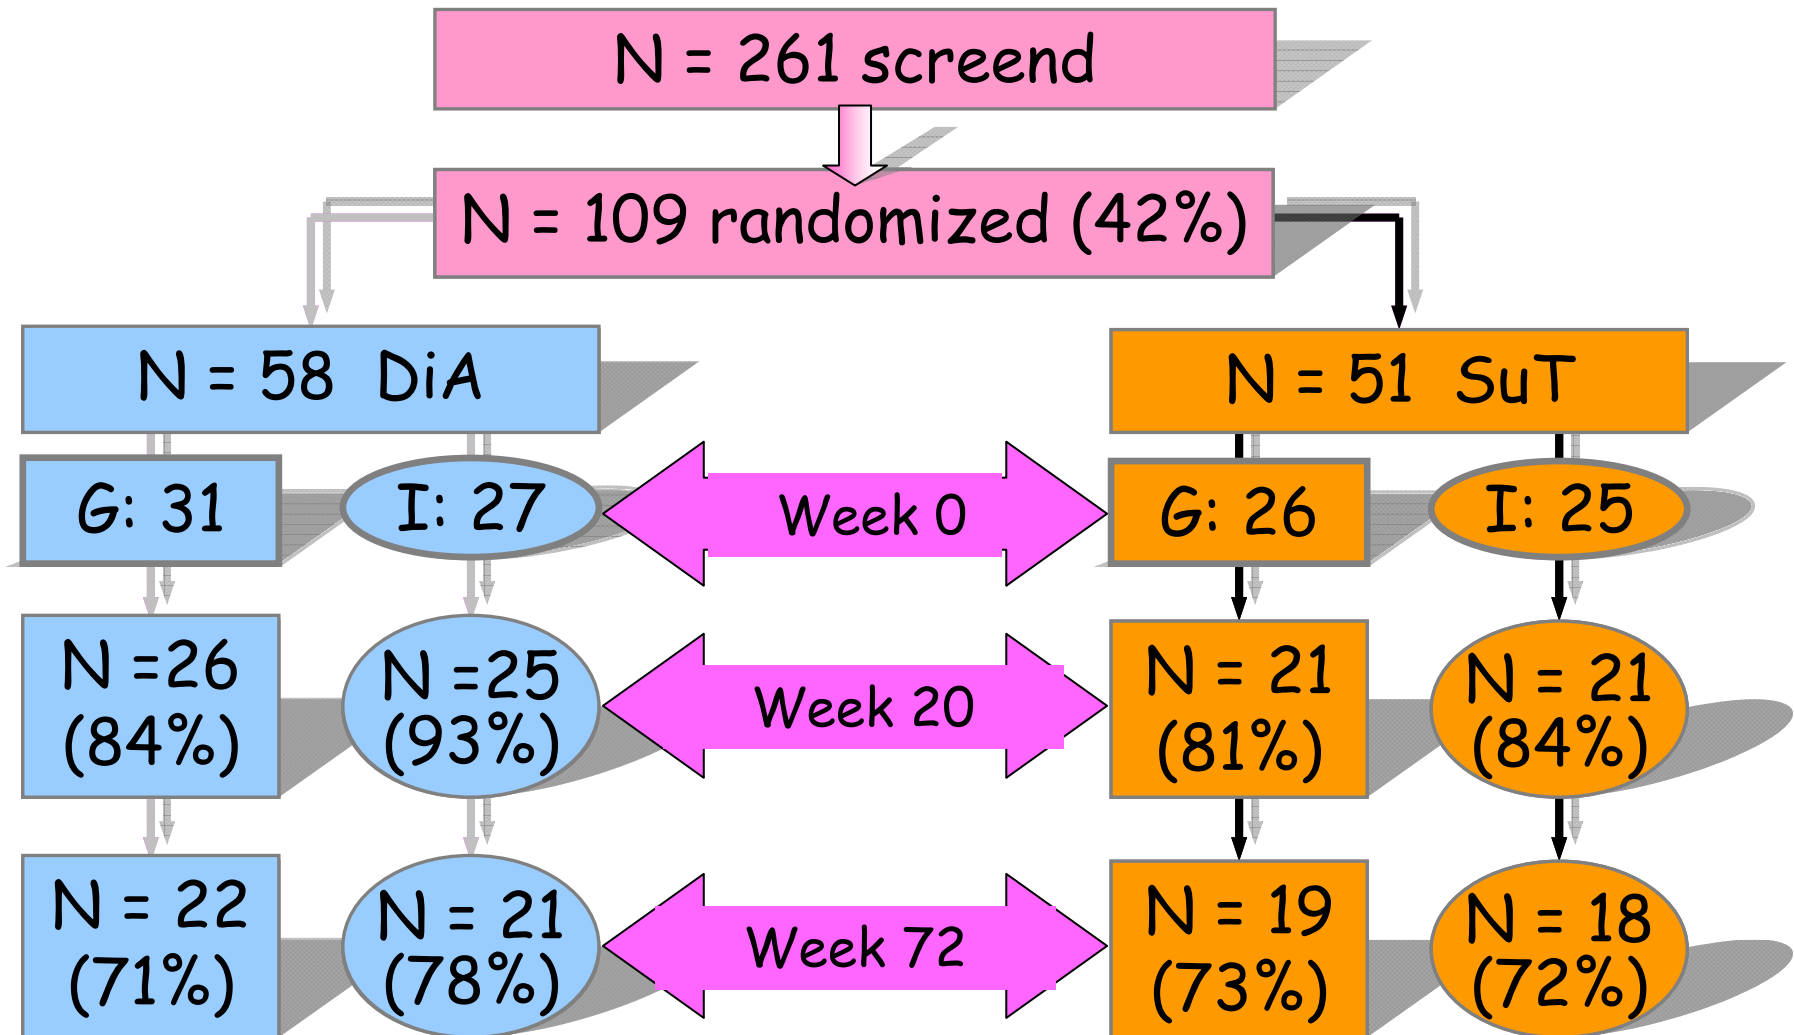 N = 261 screend
N = 109 randomized (42%)
N = 58 DiA
N = 51 SuT
G: 31
I: 27
Week 0
G: 26
I: 25
N =26
(84%)
N =25
(93%)
Week 20
N = 21
(81%)
N = 21
(84%)
N = 22
(71%)
N = 21
(78%)
Week 72
N = 19
(73%)
N = 18
(72%)